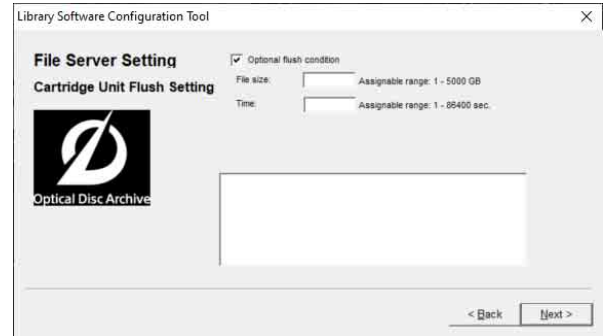 Library Software Configuration Tool
File Server Setting
Cartridge Unit Flush Setting
Optical Disc Archive
Optional flush condition
File size: Assignable range: 1 - 5000 GB
Time: Assignable range: 1 - 86400 sec.
< Back Next >